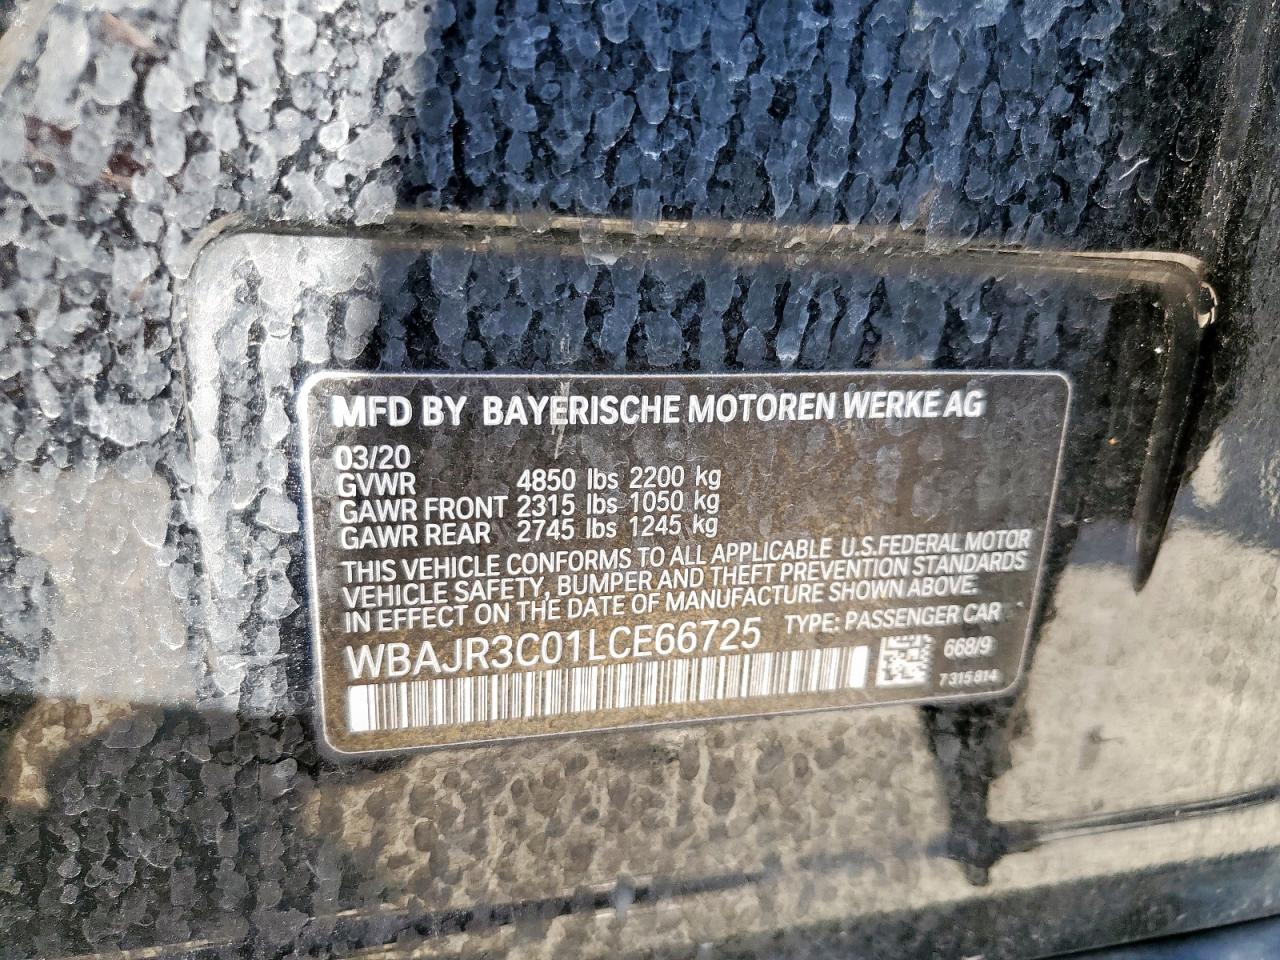 MFD BY BAYERISCHE MOTOREN WERKE AG
03/20
GVWR 4850 lbs 2200 kg
GAWR FRONT 2315 lbs 1050 kg
GAWR REAR 2745 lbs 1245 kg
THIS VEHICLE CONFORMS TO ALL APPLICABLE U.S.FEDERAL MOTOR
VEHICLE SAFETY, BUMPER AND THEFT PREVENTION STANDARDS
IN EFFECT ON THE DATE OF MANUFACTURE SHOWN ABOVE.
WBAJR3C01LCE66725 TYPE: PASSENGER CAR
668/9
7315814